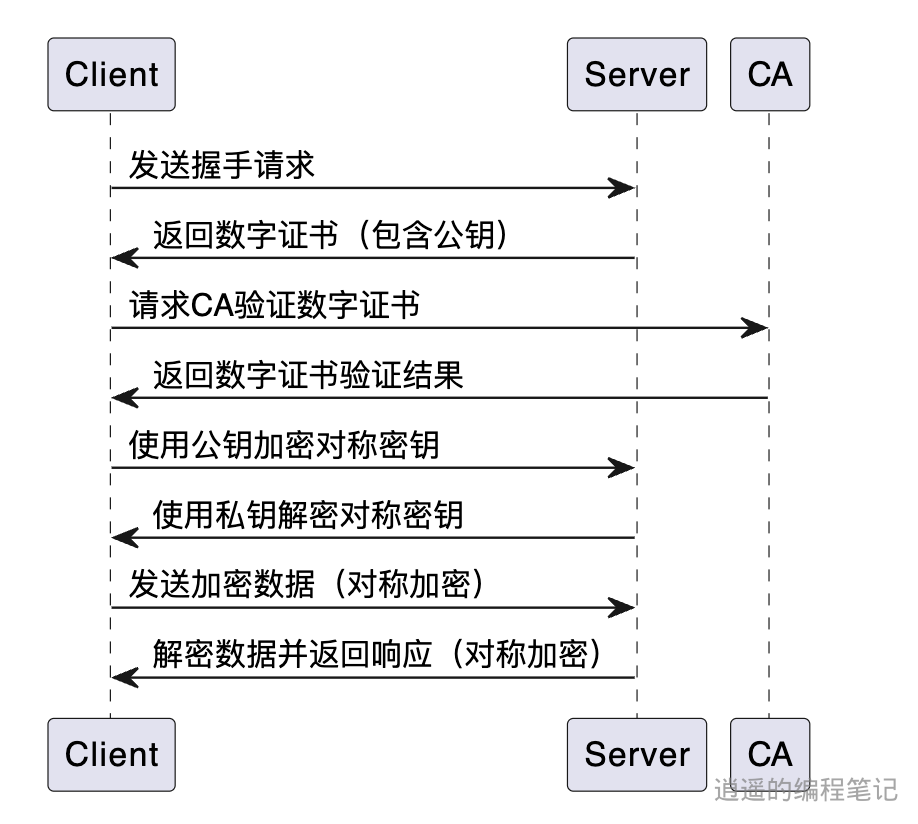 Client
Server
CA
发送握手请求
返回数字证书（包含公钥）
请求CA验证数字证书
返回数字证书验证结果
使用公钥加密对称密钥
使用私钥解密对称密钥
发送加密数据（对称加密）
解密数据并返回响应（对称加密）
Client
Server
CA
逍遥的编程笔记